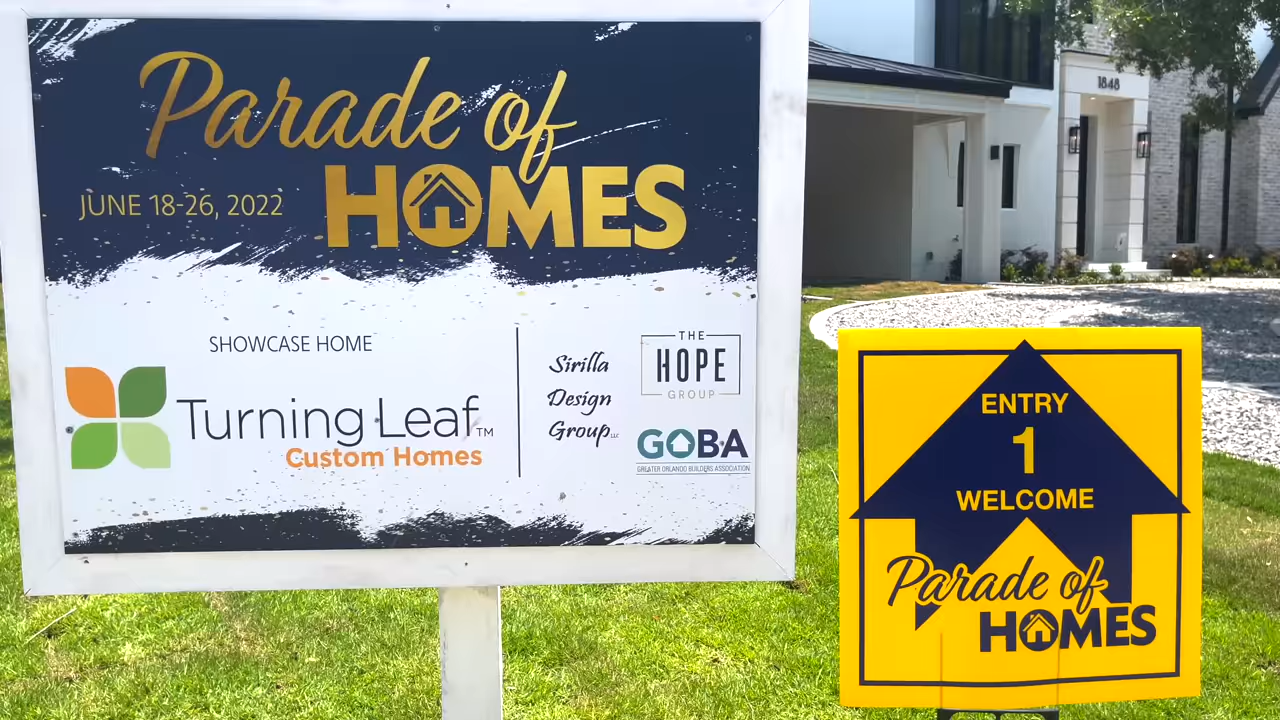 Parade of
HOMES
JUNE 18-26, 2022
SHOWCASE HOME
Turning Leaf™
Custom Homes
Sirilla
Design
Group LLC
THE
HOPE
GROUP
GOBA
GREATER ORLANDO BUILDERS ASSOCIATION
1848
ENTRY
1
WELCOME
Parade of
HOMES